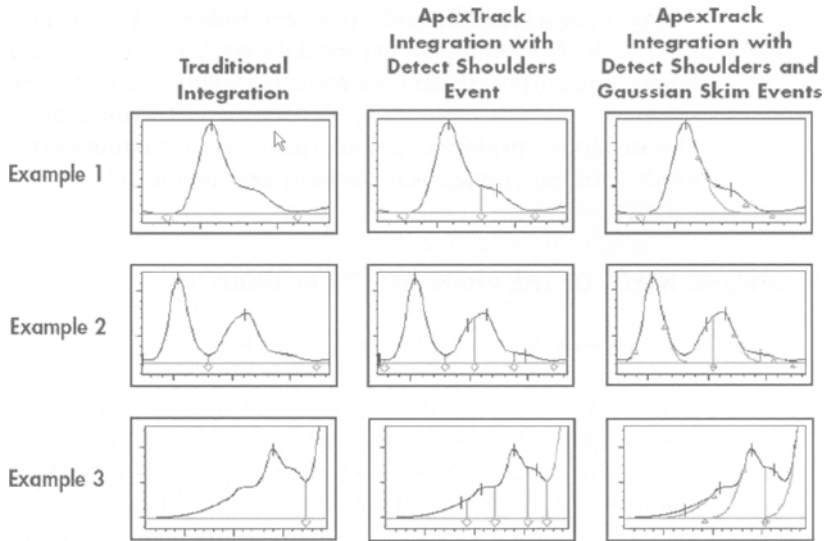 Traditional
Integration
ApexTrack
Integration with
Detect Shoulders
Event
ApexTrack
Integration with
Detect Shoulders and
Gaussian Skim Events
Example 1
Example 2
Example 3